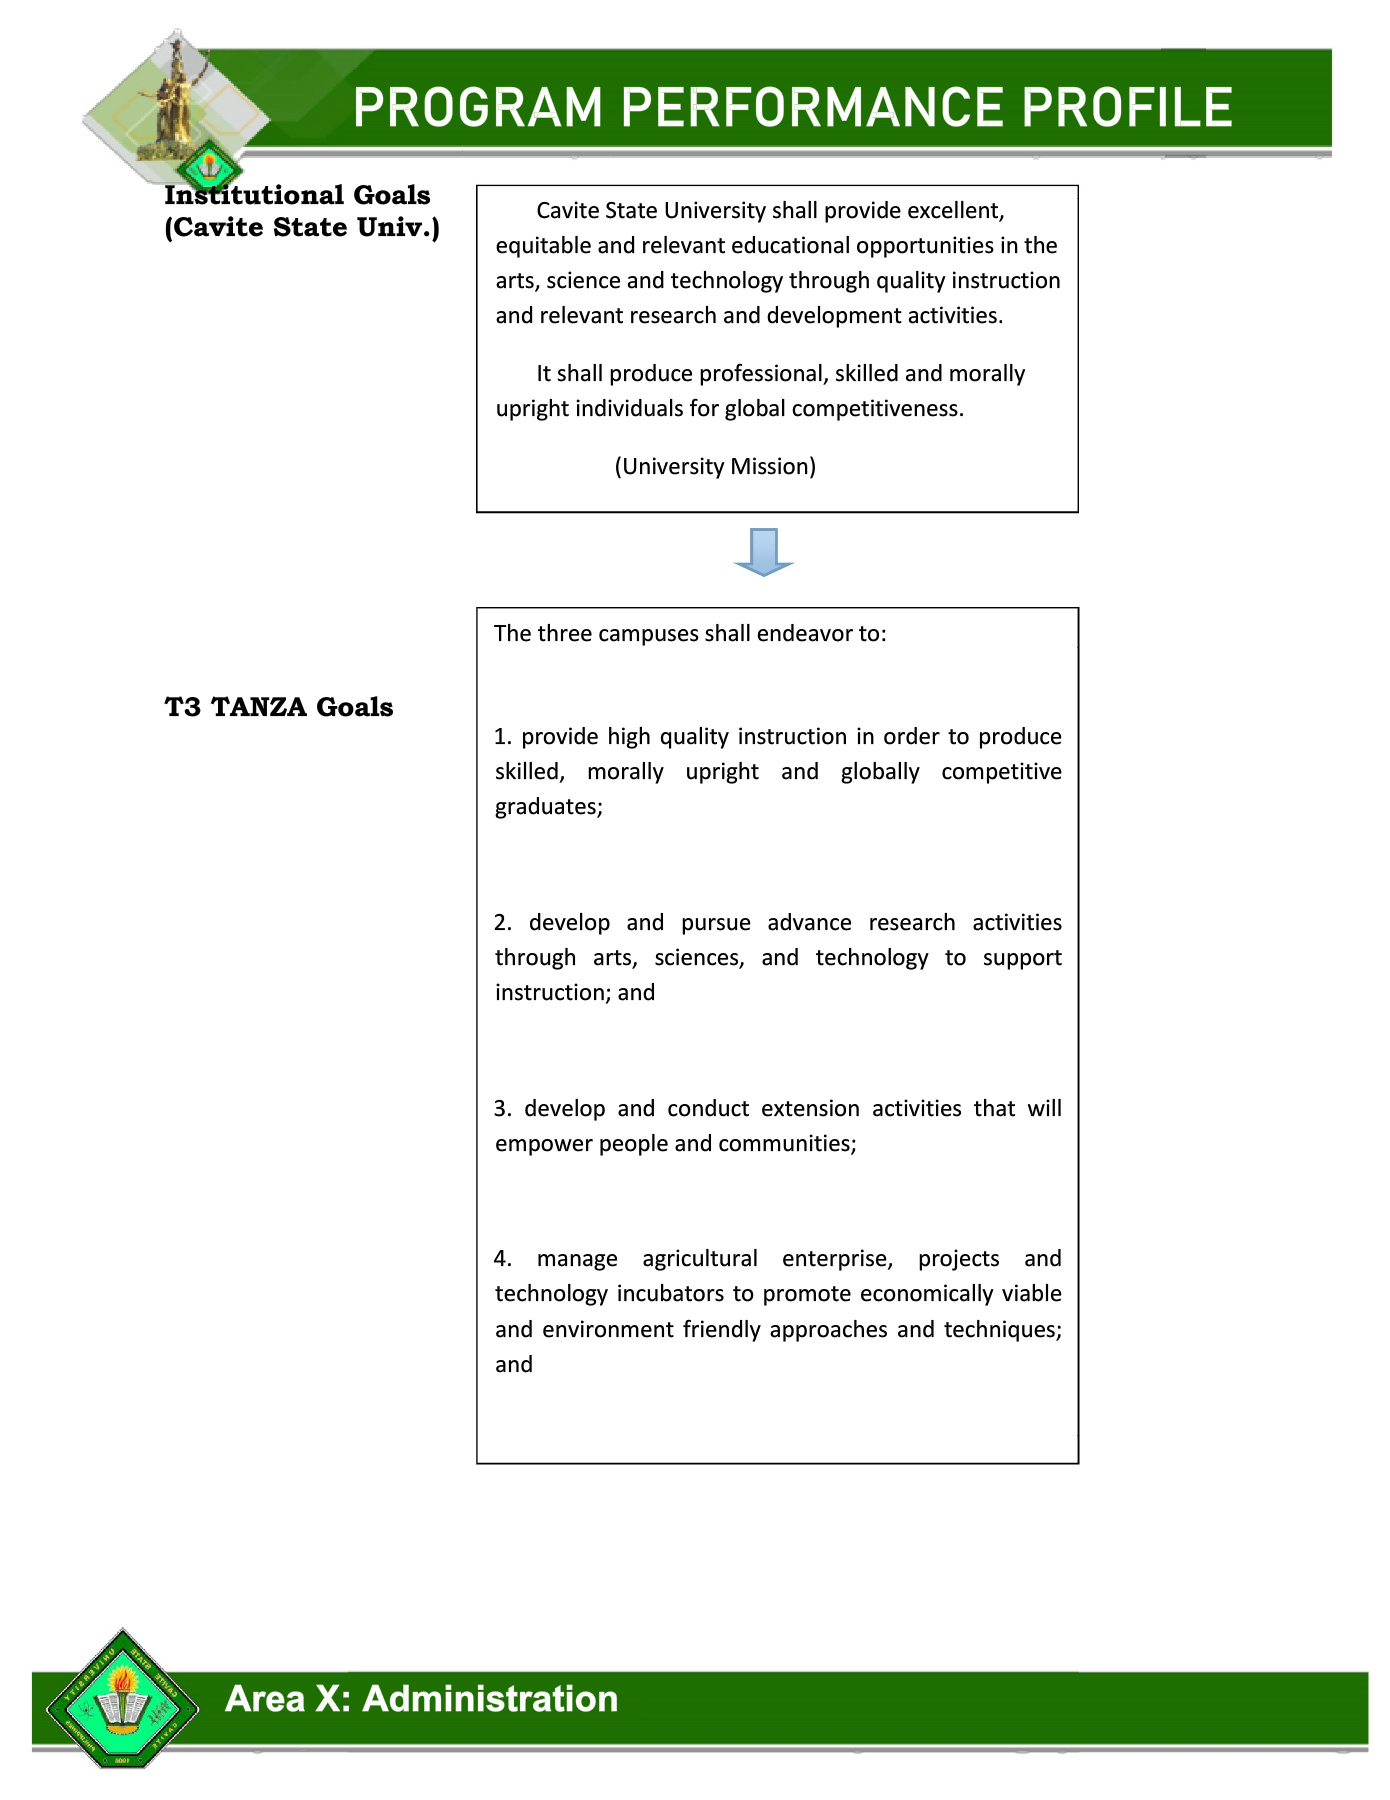 PROGRAM PERFORMANCE PROFILE
Institutional Goals
(Cavite State Univ.)
Cavite State University shall provide excellent,
equitable and relevant educational opportunities in the
arts, science and technology through quality instruction
and relevant research and development activities.
It shall produce professional, skilled and morally
upright individuals for global competitiveness.
(University Mission)
The three campuses shall endeavor to:
T3 TANZA Goals
1. provide high quality instruction in order to produce
skilled, morally upright and globally competitive
graduates;
2. develop and pursue advance research activities
through arts, sciences, and technology to support
instruction; and
3. develop and conduct extension activities that will
empower people and communities;
4. manage agricultural enterprise, projects and
technology incubators to promote economically viable
and environment friendly approaches and techniques;
and
CAVITE STATE UNIVERSITY
CAVITE
PHILIPPINES
1906
Area X: Administration